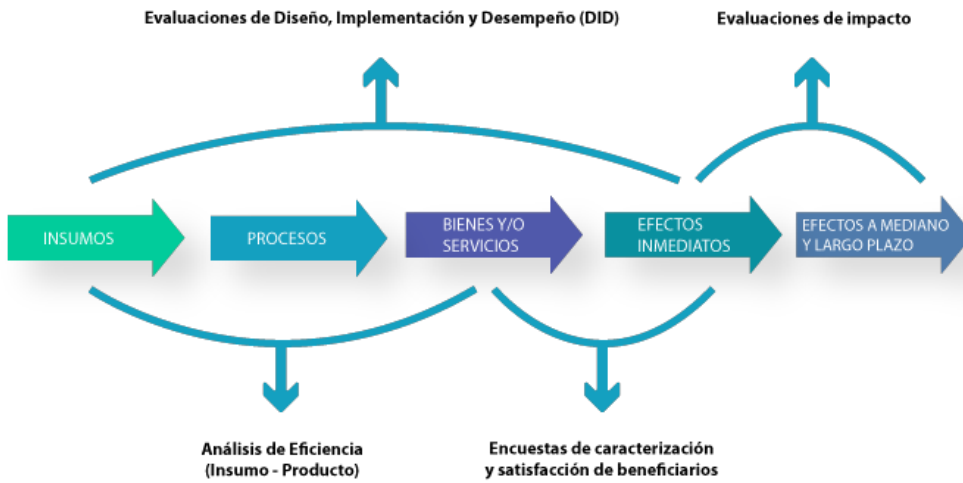 Evaluaciones de Diseño, Implementación y Desempeño (DID)
Evaluaciones de impacto
INSUMOS
PROCESOS
BIENES Y/O
SERVICIOS
EFECTOS
INMEDIATOS
EFECTOS A MEDIANO
Y LARGO PLAZO
Análisis de Eficiencia
(Insumo - Producto)
Encuestas de caracterización
y satisfacción de beneficiarios